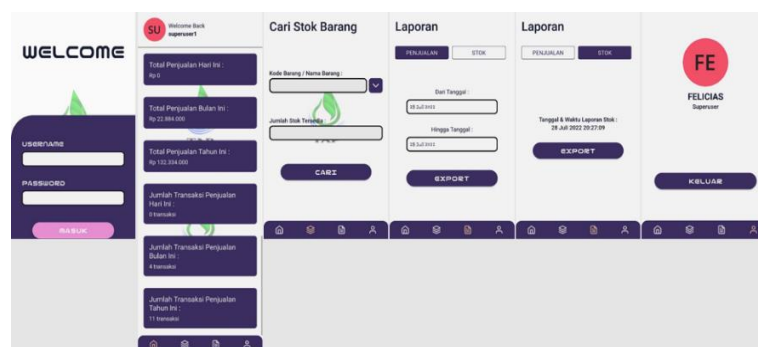 WELCOME
USERNAME
PASSWORD
MASUK
SU
Welcome Back
superuser1
Total Penjualan Hari Ini :
Rp 0
Total Penjualan Bulan Ini :
Rp 22.884.000
Total Penjualan Tahun Ini :
Rp 132.334.000
Jumlah Transaksi Penjualan
Hari Ini :
0 transaksi
Jumlah Transaksi Penjualan
Bulan Ini :
4 transaksi
Jumlah Transaksi Penjualan
Tahun Ini :
11 transaksi
Cari Stok Barang
Kode Barang / Nama Barang :
Jumlah Stok Tersedia :
CARI
Laporan
PENJUALAN
STOK
Dari Tanggal :
Hingga Tanggal :
28 Juli 2022
EXPORT
Laporan
PENJUALAN
STOK
Tanggal & Waktu Laporan Stok :
28 Juli 2022 20:27:09
EXPORT
FE
FELICIAS
Superuser
KELUAR